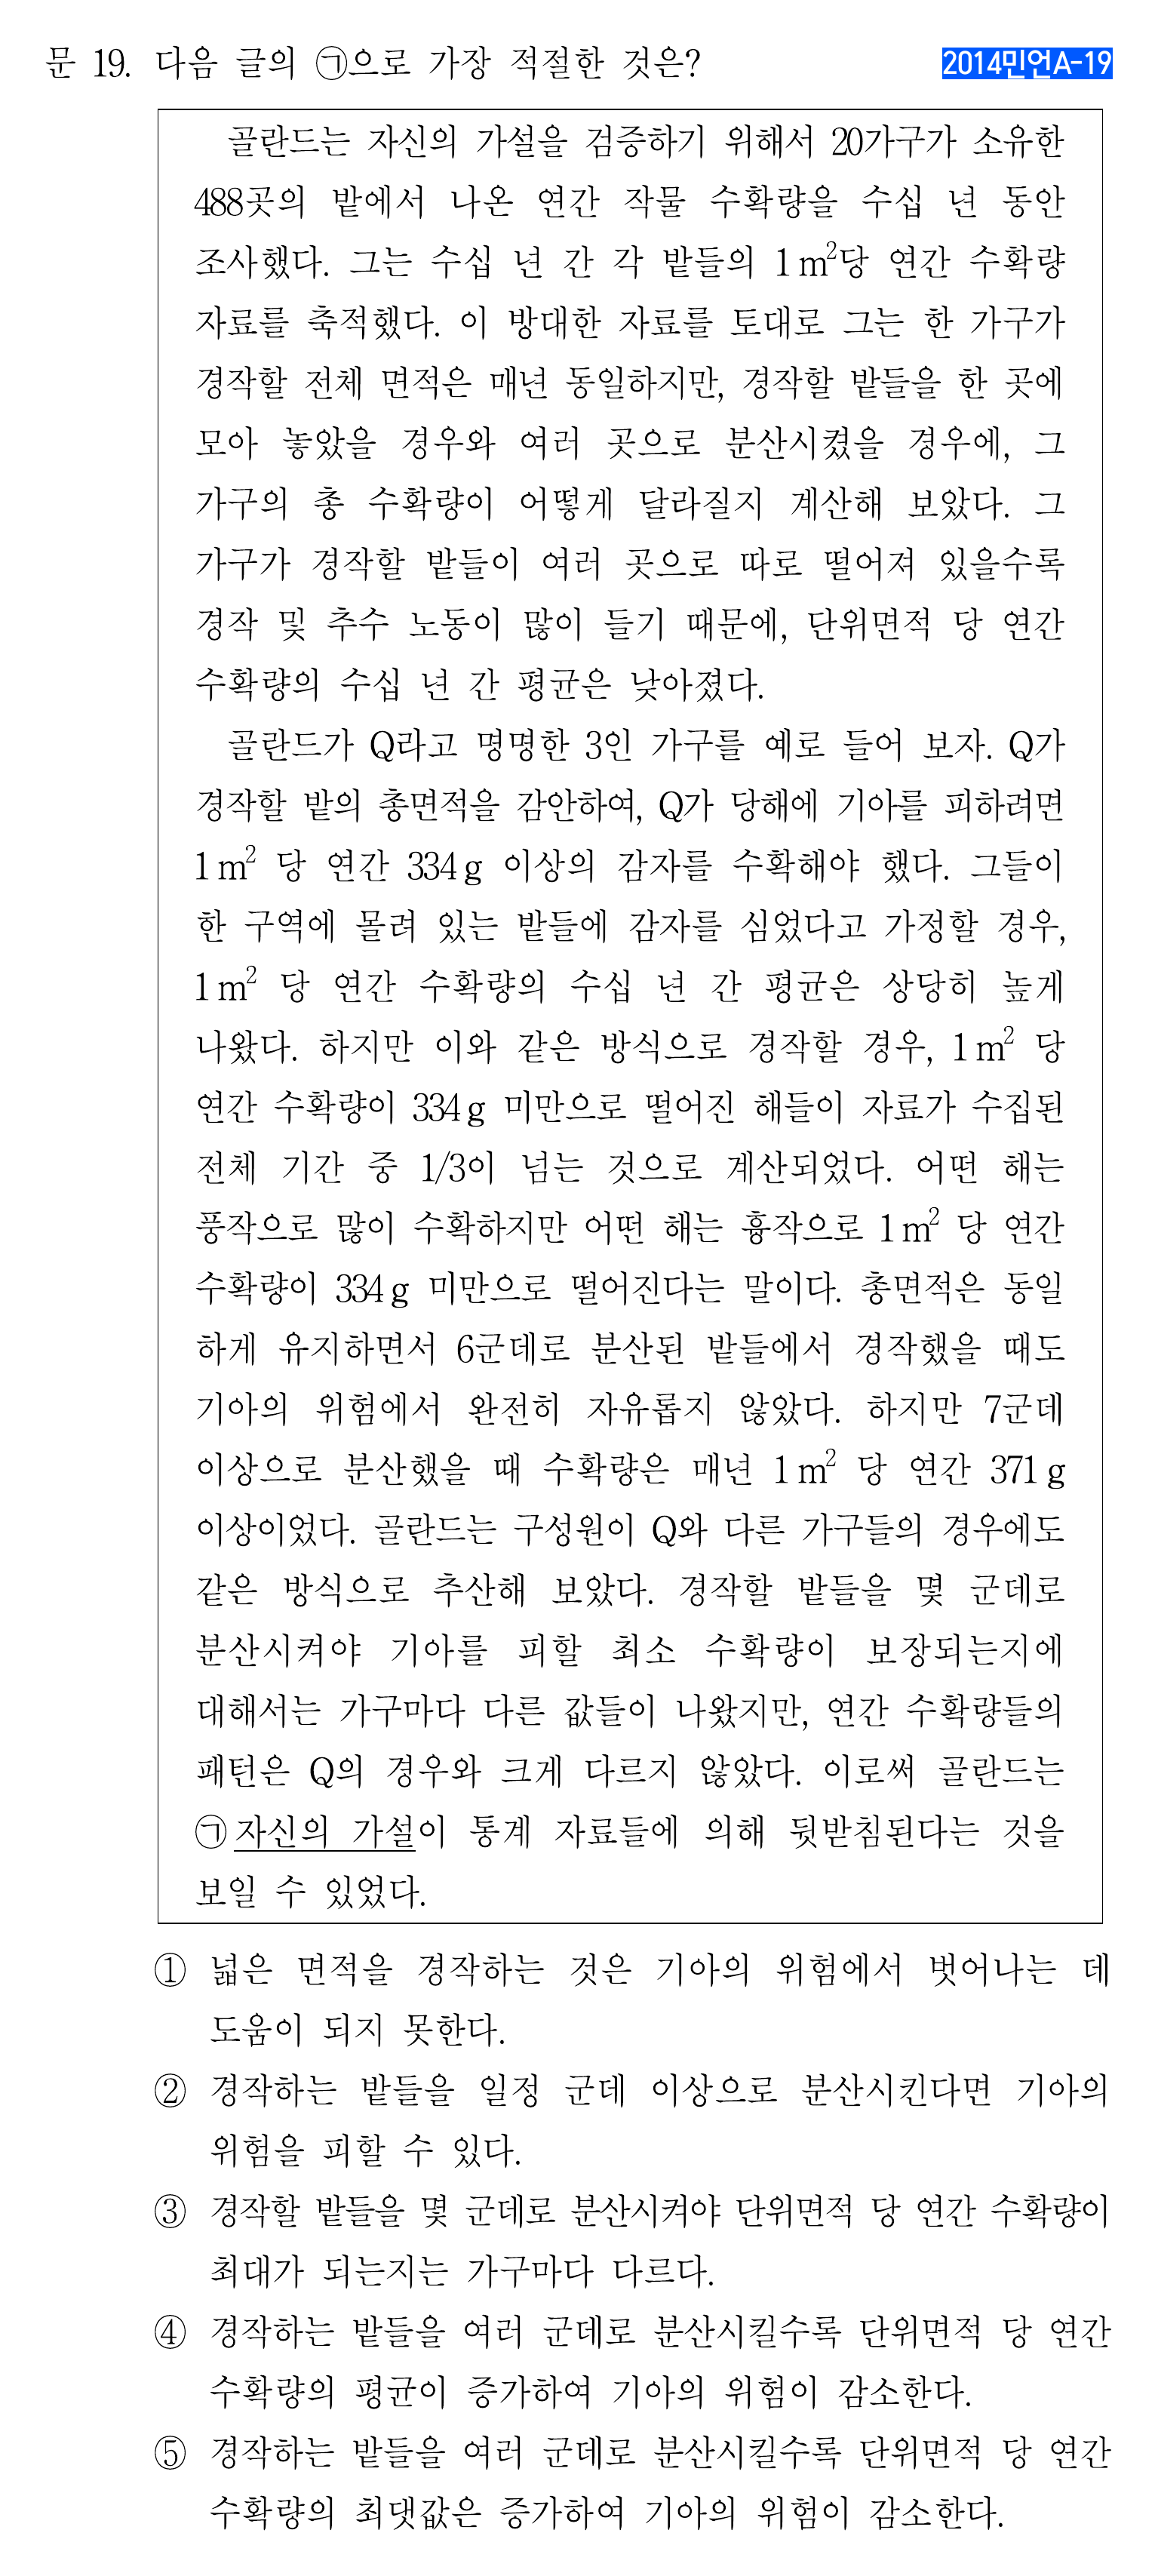 문 19. 다음 글의 ㉠으로 가장 적절한 것은?
2014민언A-19
골란드는 자신의 가설을 검증하기 위해서 20가구가 소유한
488곳의 밭에서 나온 연간 작물 수확량을 수십 년 동안
조사했다. 그는 수십 년 간 각 밭들의 1m²당 연간 수확량
자료를 축적했다. 이 방대한 자료를 토대로 그는 한 가구가
경작할 전체 면적은 매년 동일하지만, 경작할 밭들을 한 곳에
모아 놓았을 경우와 여러 곳으로 분산시켰을 경우에, 그
가구의 총 수확량이 어떻게 달라질지 계산해 보았다. 그
가구가 경작할 밭들이 여러 곳으로 따로 떨어져 있을수록
경작 및 추수 노동이 많이 들기 때문에, 단위면적 당 연간
수확량의 수십 년 간 평균은 낮아졌다.
골란드가 Q라고 명명한 3인 가구를 예로 들어 보자. Q가
경작할 밭의 총면적을 감안하여, Q가 당해에 기아를 피하려면
1m² 당 연간 334g 이상의 감자를 수확해야 했다. 그들이
한 구역에 몰려 있는 밭들에 감자를 심었다고 가정할 경우,
1m² 당 연간 수확량의 수십 년 간 평균은 상당히 높게
나왔다. 하지만 이와 같은 방식으로 경작할 경우, 1m² 당
연간 수확량이 334g 미만으로 떨어진 해들이 자료가 수집된
전체 기간 중 1/3이 넘는 것으로 계산되었다. 어떤 해는
풍작으로 많이 수확하지만 어떤 해는 흉작으로 1m² 당 연간
수확량이 334g 미만으로 떨어진다는 말이다. 총면적은 동일
하게 유지하면서 6군데로 분산된 밭들에서 경작했을 때도
기아의 위험에서 완전히 자유롭지 않았다. 하지만 7군데
이상으로 분산했을 때 수확량은 매년 1m² 당 연간 371g
이상이었다. 골란드는 구성원이 Q와 다른 가구들의 경우에도
같은 방식으로 추산해 보았다. 경작할 밭들을 몇 군데로
분산시켜야 기아를 피할 최소 수확량이 보장되는지에
대해서는 가구마다 다른 값들이 나왔지만, 연간 수확량들의
패턴은 Q의 경우와 크게 다르지 않았다. 이로써 골란드는
㉠자신의 가설이 통계 자료들에 의해 뒷받침된다는 것을
보일 수 있었다.
① 넓은 면적을 경작하는 것은 기아의 위험에서 벗어나는 데
도움이 되지 못한다.
② 경작하는 밭들을 일정 군데 이상으로 분산시킨다면 기아의
위험을 피할 수 있다.
③ 경작할 밭들을 몇 군데로 분산시켜야 단위면적 당 연간 수확량이
최대가 되는지는 가구마다 다르다.
④ 경작하는 밭들을 여러 군데로 분산시킬수록 단위면적 당 연간
수확량의 평균이 증가하여 기아의 위험이 감소한다.
⑤ 경작하는 밭들을 여러 군데로 분산시킬수록 단위면적 당 연간
수확량의 최댓값은 증가하여 기아의 위험이 감소한다.